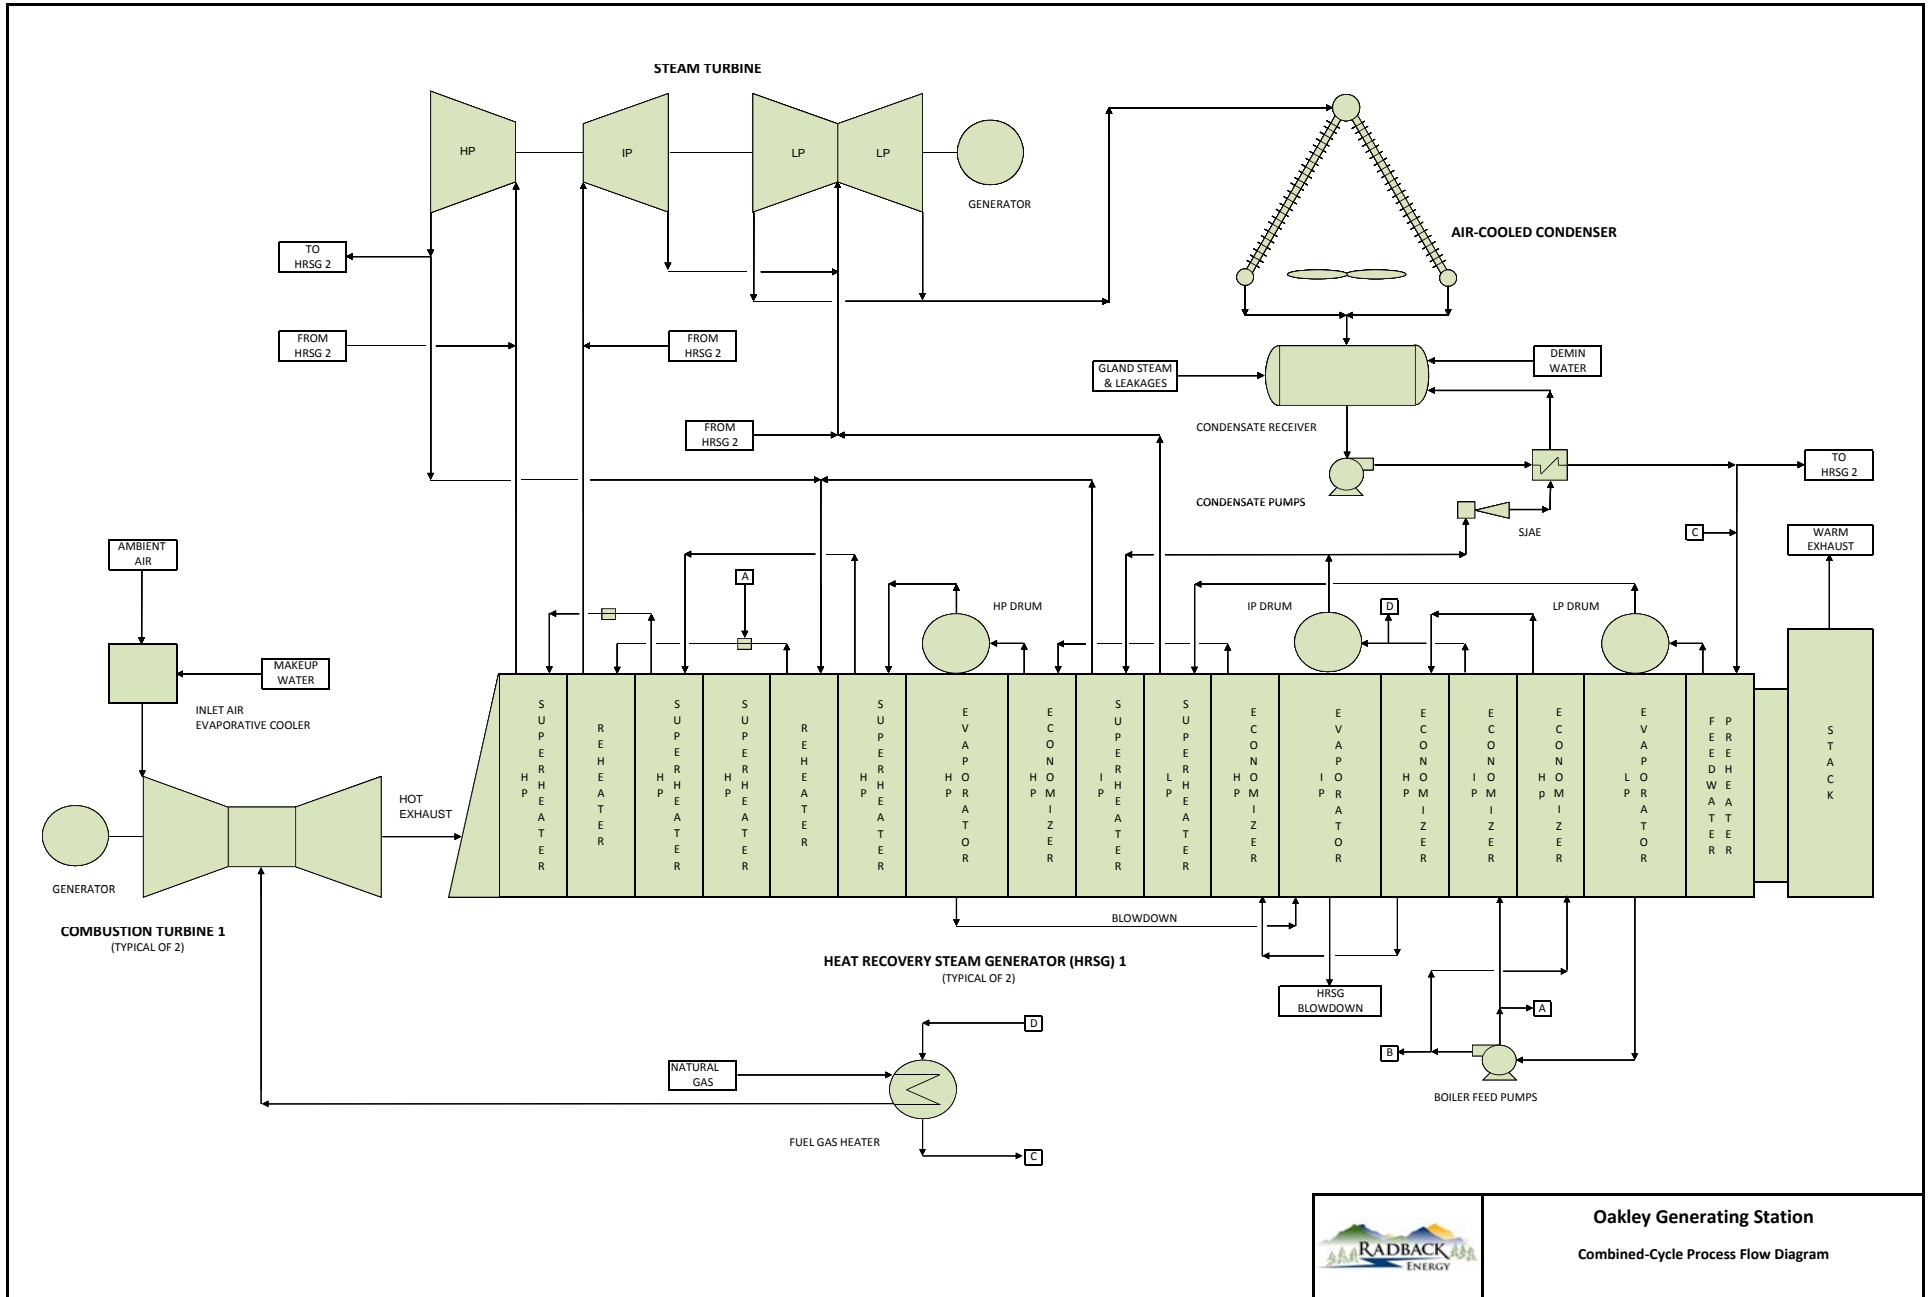 STEAM TURBINE
HP
IP
LP
LP
GENERATOR
AIR-COOLED CONDENSER
TO
HRSG 2
FROM
HRSG 2
FROM
HRSG 2
GLAND STEAM
& LEAKAGES
DEMIN
WATER
FROM
HRSG 2
CONDENSATE RECEIVER
TO
HRSG 2
CONDENSATE PUMPS
SJAE
C
WARM
EXHAUST
AMBIENT
AIR
A
HP DRUM
IP DRUM
D
LP DRUM
MAKEUP
WATER
INLET AIR
EVAPORATIVE COOLER
HP SUPERHEATER
REHEATER
HP SUPERHEATER
HP SUPERHEATER
REHEATER
HP SUPERHEATER
HP EVAPORATOR
HP ECONOMIZER
IP SUPERHEATER
LP SUPERHEATER
HP ECONOMIZER
IP EVAPORATOR
HP ECONOMIZER
IP ECONOMIZER
Hp ECONOMIZER
LP EVAPORATOR
FEEDWATER PREHEATER
STACK
HOT
EXHAUST
GENERATOR
COMBUSTION TURBINE 1
(TYPICAL OF 2)
BLOWDOWN
HEAT RECOVERY STEAM GENERATOR (HRSG) 1
(TYPICAL OF 2)
HRSG
BLOWDOWN
A
B
BOILER FEED PUMPS
D
NATURAL
GAS
FUEL GAS HEATER
C
RADBACK
ENERGY
Oakley Generating Station
Combined-Cycle Process Flow Diagram